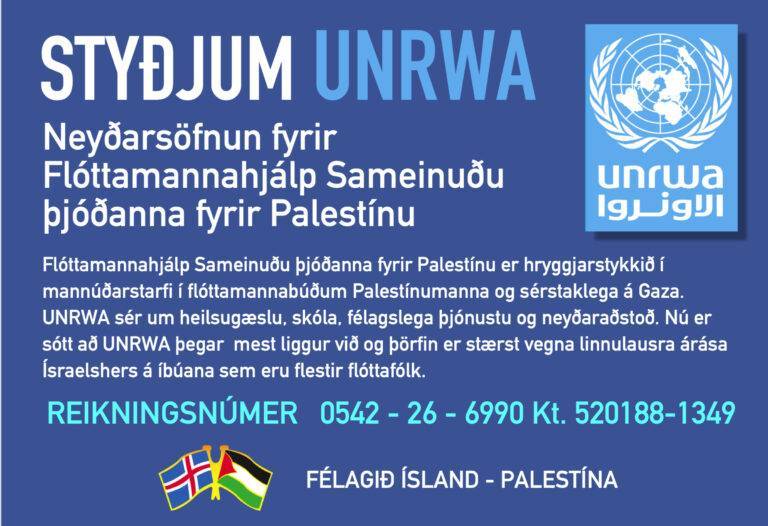 STYÐJUM UNRWA
Neyðarsöfnun fyrir
Flóttamannahjálp Sameinuðu
þjóðanna fyrir Palestínu
unrwa
الاونروا
Flóttamannahjálp Sameinuðu þjóðanna fyrir Palestínu er hryggjarstykkið í
mannúðarstarfi í flóttamannabúðum Palestínumanna og sérstaklega á Gaza.
UNRWA sér um heilsugæslu, skóla, félagslega þjónustu og neyðaraðstoð. Nú er
sótt að UNRWA þegar mest liggur við og þörfin er stærst vegna linnulausra árása
Ísraelshers á íbúana sem eru flestir flóttafólk.
REIKNINGSNÚMER 0542 - 26 - 6990 Kt. 520188-1349
FÉLAGIÐ ÍSLAND - PALESTÍNA